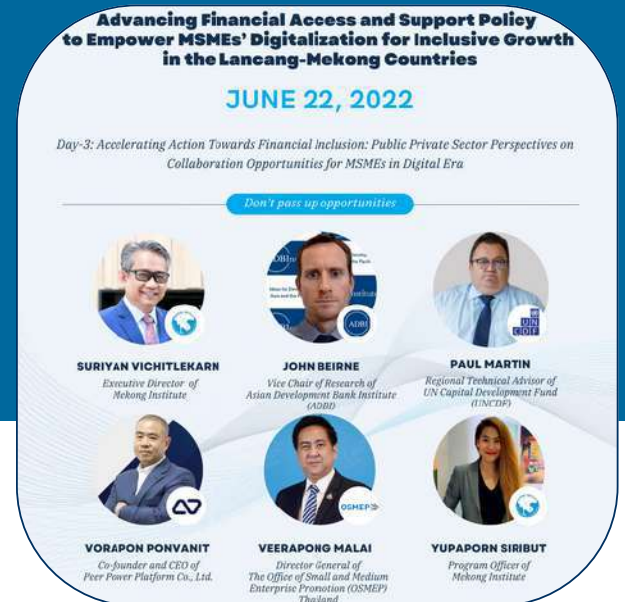 Advancing Financial Access and Support Policy
to Empower MSMEs' Digitalization for Inclusive Growth
in the Lancang-Mekong Countries
JUNE 22, 2022
Day-3: Accelerating Action Towards Financial Inclusion: Public Private Sector Perspectives on
Collaboration Opportunities for MSMEs in Digital Era
Don't pass up opportunities
ADBI
UN
CDF
SURIYAN VICHITLEKARN
Executive Director of
Mekong Institute
JOHN BEIRNE
Vice Chair of Research of
Asian Development Bank Institute
(ADBI)
PAUL MARTIN
Regional Technical Advisor of
UN Capital Development Fund
(UNCDF)
OSMEP
VORAPON PONVANIT
Co-founder and CEO of
Peer Power Platform Co., Ltd.
VEERAPONG MALAI
Director General of
The Office of Small and Medium
Enterprise Promotion (OSMEP)
Thailand
YUPAPORN SIRIBUT
Program Officer of
Mekong Institute